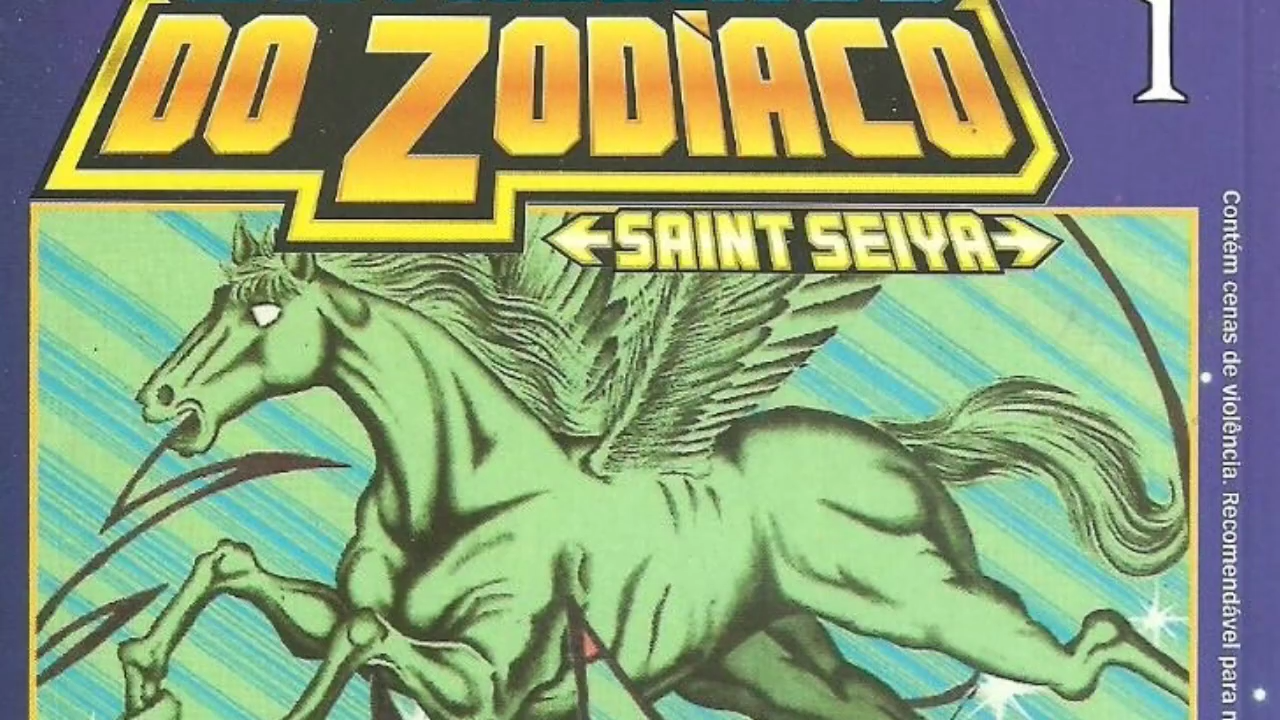 DO ZODÍACO
1
SAINT SEIYA
Contém cenas de violência. Recomendável para